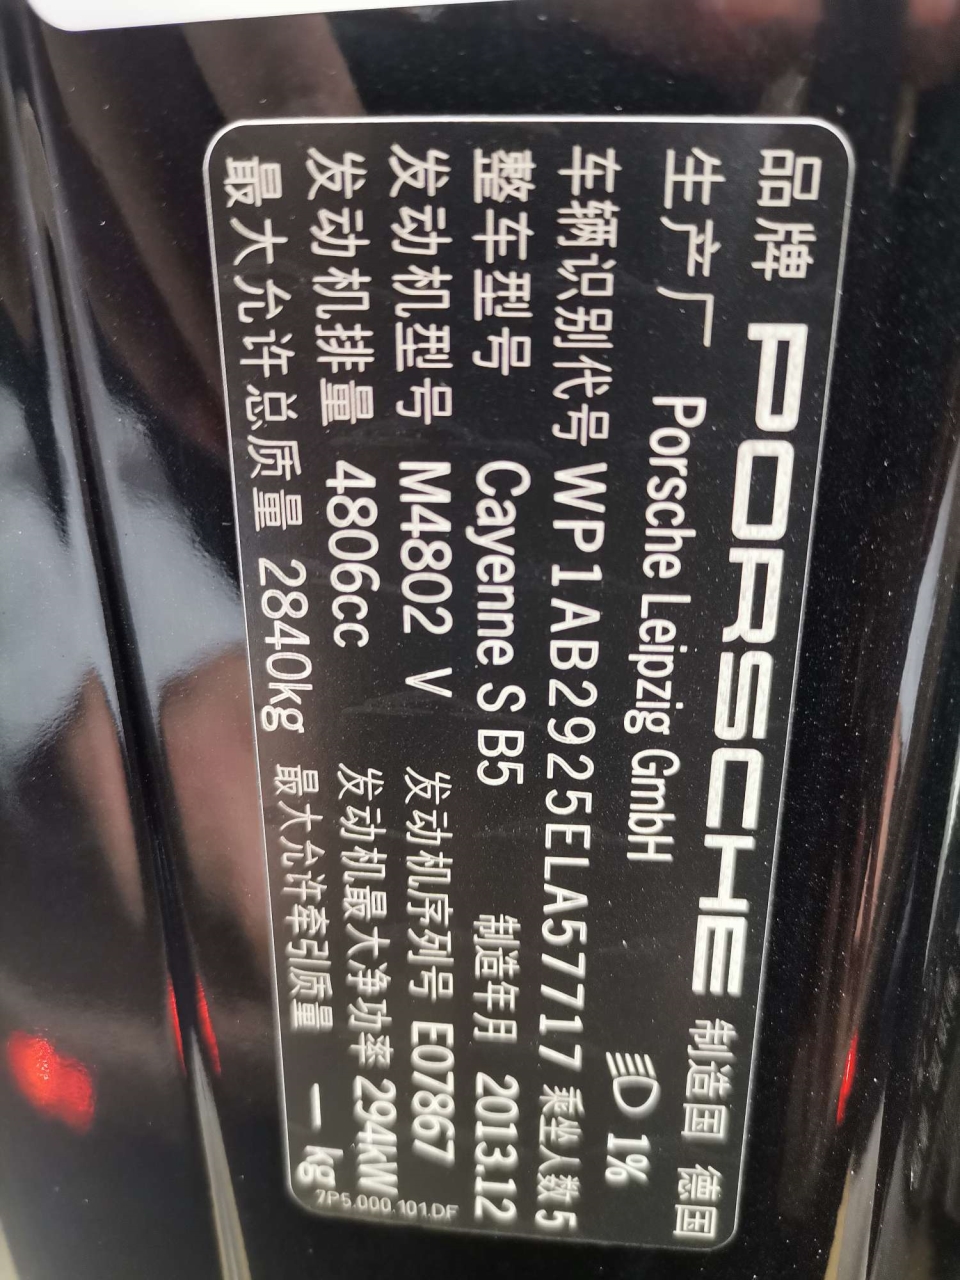 品牌 PORSCHE 制造国 德国
生产厂 Porsche Leipzig GmbH 1%
车辆识别代号 WP1AB2925ELA57717 乘坐人数 5
整车型号 Cayenne S B5 制造年月 2013.12
发动机型号 M4802 V 发动机序列号 E07867
发动机排量 4806cc 发动机最大净功率 294kW
最大允许总质量 2840kg 最大允许牵引质量 — kg
7P5.000.101.DF